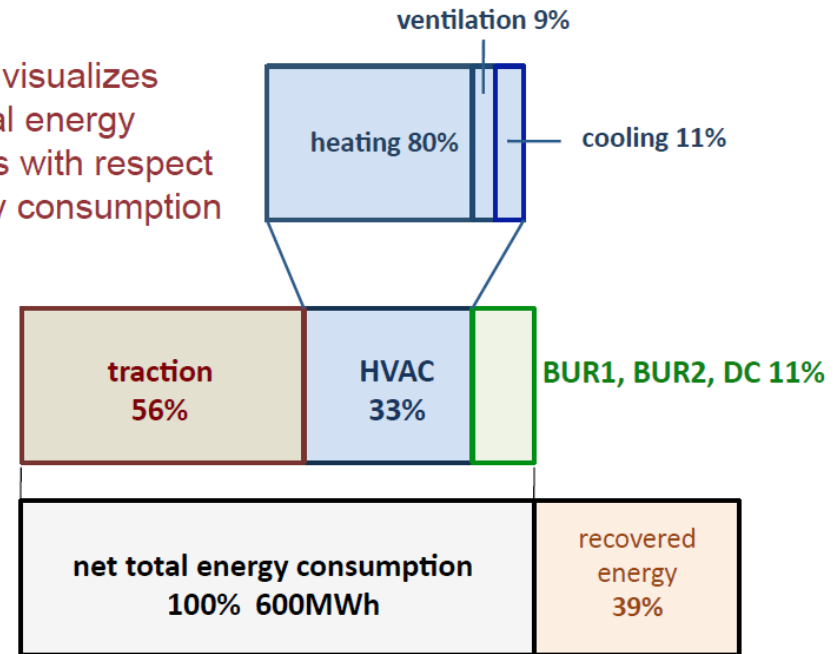 ventilation 9%
visualizes
al energy
s with respect
y consumption
heating 80%
cooling 11%
traction
56%
HVAC
33%
BUR1, BUR2, DC 11%
net total energy consumption
100% 600MWh
recovered
energy
39%